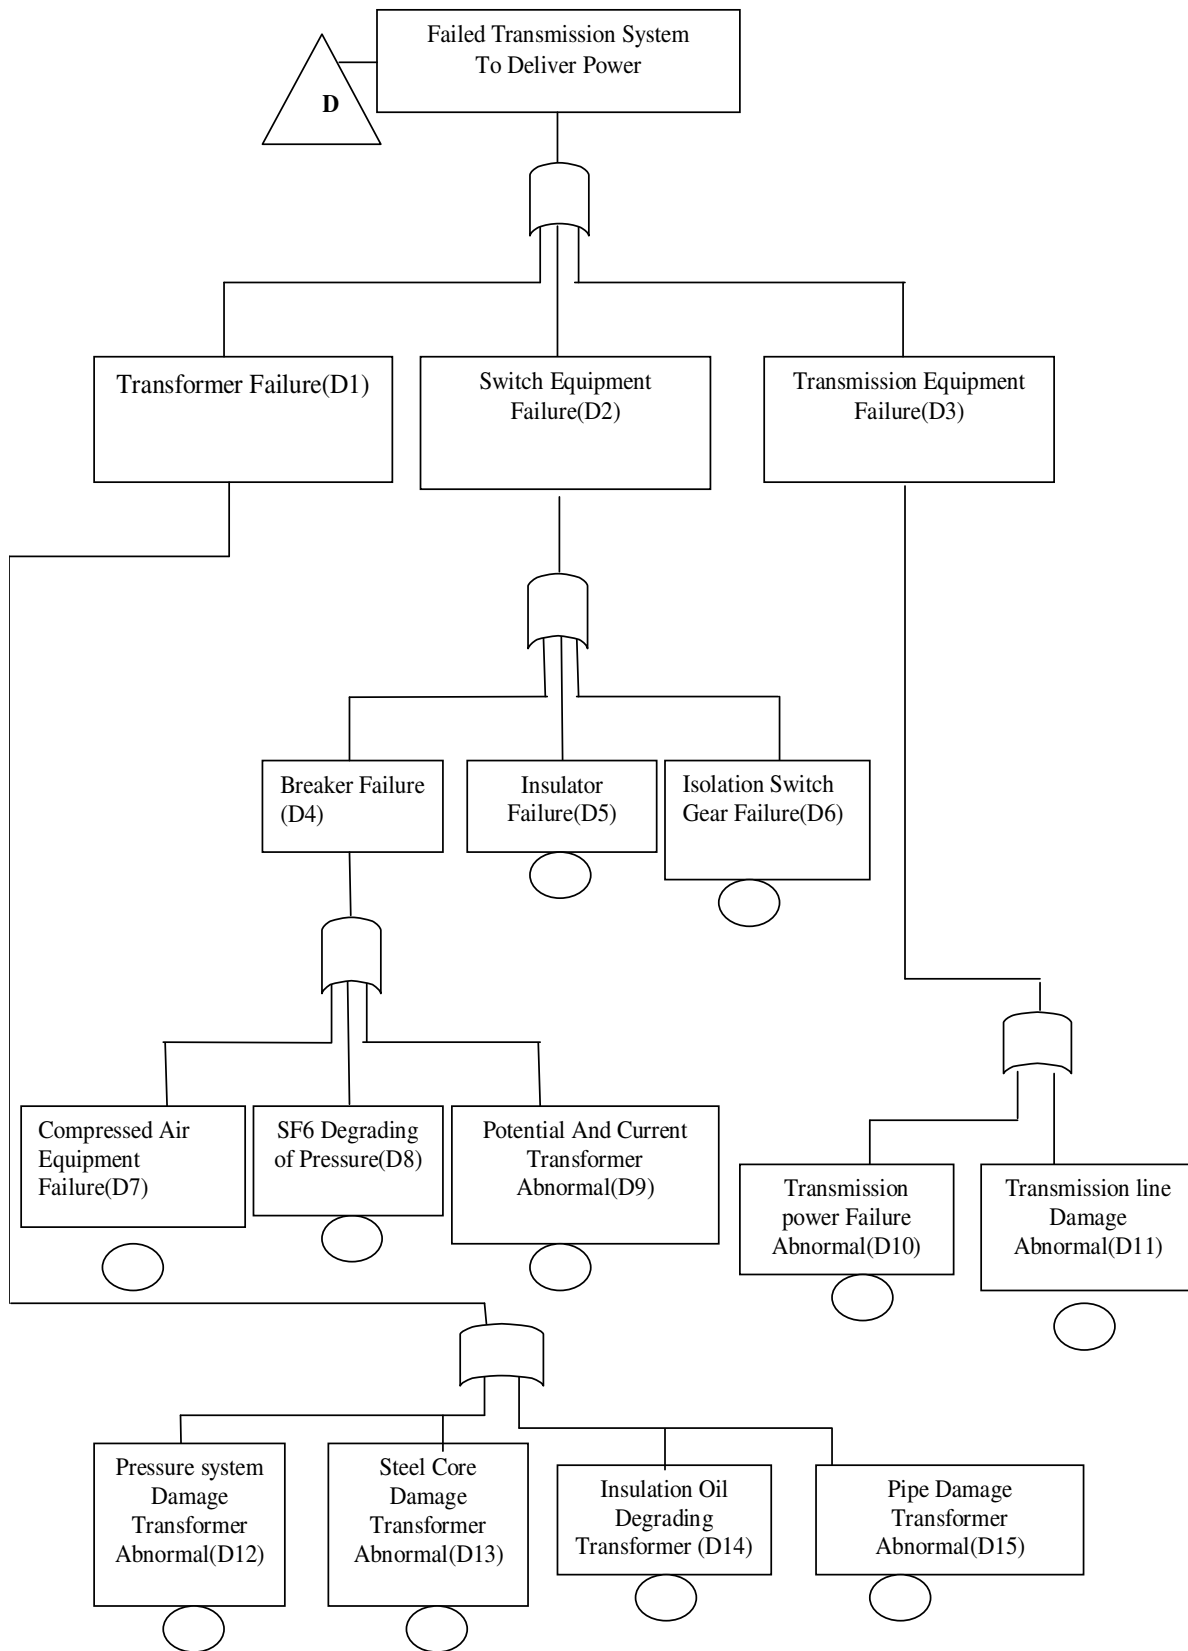 Failed Transmission System
To Deliver Power
D
Transformer Failure(D1)
Switch Equipment
Failure(D2)
Transmission Equipment
Failure(D3)
Breaker Failure
(D4)
Insulator
Failure(D5)
Isolation Switch
Gear Failure(D6)
Compressed Air
Equipment
Failure(D7)
SF6 Degrading
of Pressure(D8)
Potential And Current
Transformer
Abnormal(D9)
Transmission
power Failure
Abnormal(D10)
Transmission line
Damage
Abnormal(D11)
Pressure system
Damage
Transformer
Abnormal(D12)
Steel Core
Damage
Transformer
Abnormal(D13)
Insulation Oil
Degrading
Transformer (D14)
Pipe Damage
Transformer
Abnormal(D15)